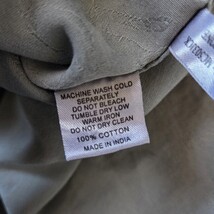 MACHINE WASH COLD
SEPARATELY
DO NOT BLEACH
TUMBLE DRY LOW
WARM IRON
DO NOT DRY CLEAN
100% COTTON
MADE IN INDIA